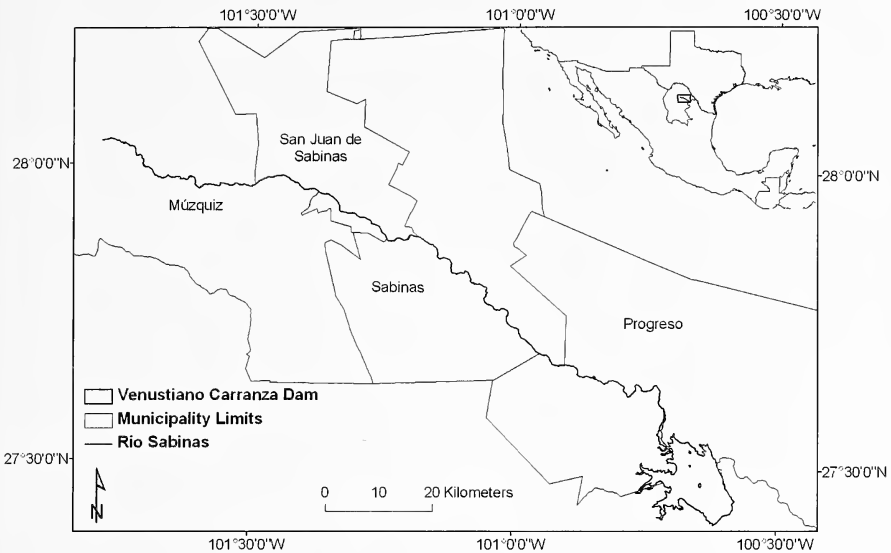 101°30'0"W
101°0'0"W
100°30'0"W
28°0'0"N
28°0'0"N
San Juan de
Sabinas
Múzquiz
Sabinas
Progreso
Venustiano Carranza Dam
Municipality Limits
Rio Sabinas
27°30'0"N
27°30'0"N
N
0 10 20 Kilometers
101°30'0"W
101°0'0"W
100°30'0"W